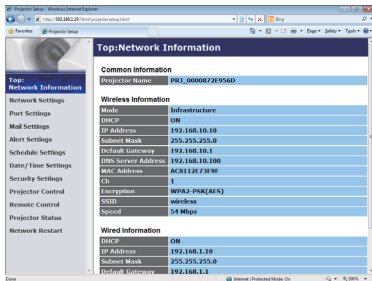 Projector Setup - Windows Internet Explorer
http://192.168.1.10/html/projectorsetup.html
Bing
Favorites Projector Setup
Page Safety Tools
Top:Network Information
Common Information
Projector Name PRJ_0000872E956D
Top:
Network Information
Network Settings
Port Settings
Mail Settings
Alert Settings
Schedule Settings
Date/Time Settings
Security Settings
Projector Control
Remote Control
Projector Status
Network Restart
Wireless Information
Mode Infrastructure
DHCP ON
IP Address 192.168.10.10
Subnet Mask 255.255.255.0
Default Gateway 192.168.10.1
DNS Server Address 192.168.10.100
MAC Address AC8112E73E9F
Ch 1
Encryption WPA2-PSK(AES)
SSID wireless
Speed 54 Mbps
Wired Information
DHCP ON
IP Address 192.168.1.10
Subnet Mask 255.255.255.0
Default Gateway 192.168.1.1
Done Internet | Protected Mode: On 100%